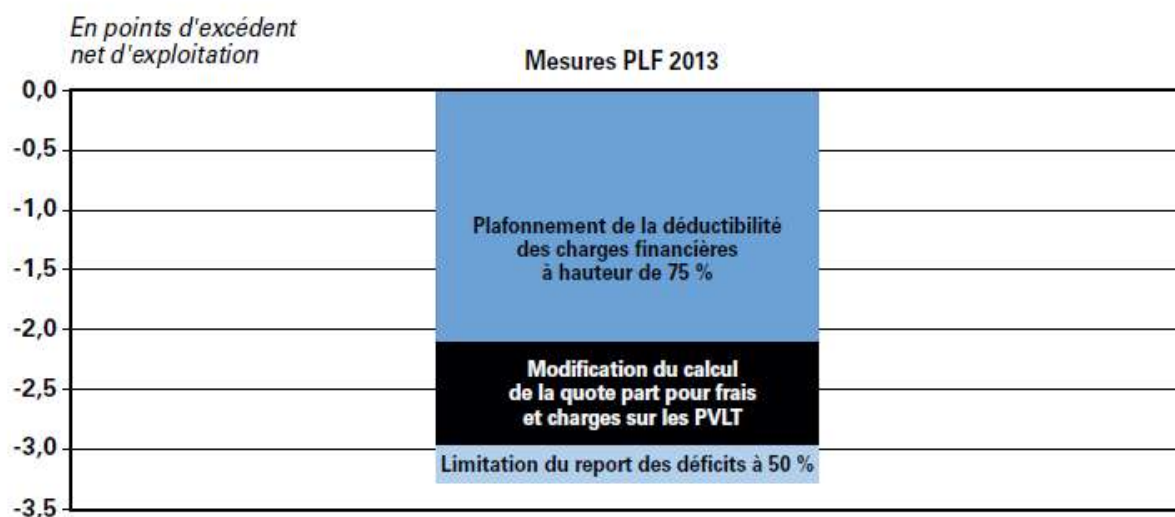 En points d'excédent
net d'exploitation
Mesures PLF 2013
0,0
-0,5
-1,0
Plafonnement de la déductibilité
des charges financières
à hauteur de 75 %
-1,5
-2,0
Modification du calcul
de la quote part pour frais
et charges sur les PVLT
-2,5
-3,0
Limitation du report des déficits à 50 %
-3,5